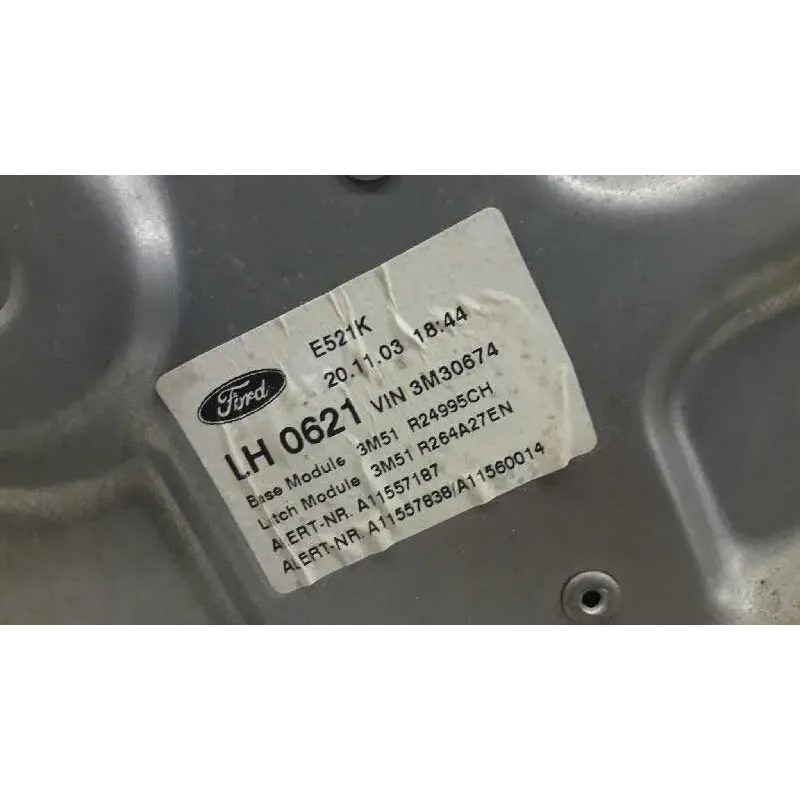 E521K
20.11.03 18:44
Ford
LH 0621 VIN 3M30674
Base Module 3M51 R24995CH
Latch Module 3M51 R264A27EN
ALERT-NR. A11557187
ALERT-NR. A11557838/A11560014